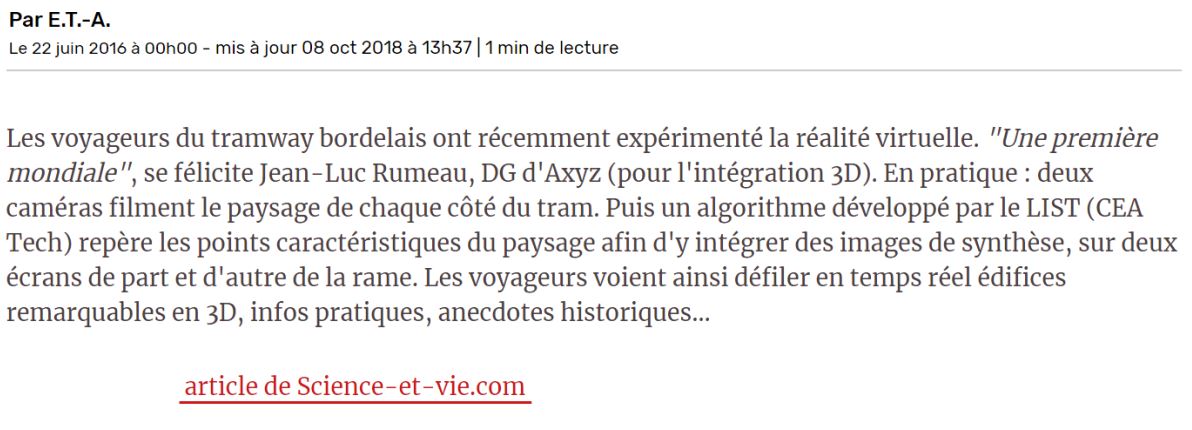 Par E.T.-A.
Le 22 juin 2016 à 00h00 - mis à jour 08 oct 2018 à 13h37 | 1 min de lecture
Les voyageurs du tramway bordelais ont récemment expérimenté la réalité virtuelle. "Une première
mondiale", se félicite Jean-Luc Rumeau, DG d'Axyz (pour l'intégration 3D). En pratique : deux
caméras filment le paysage de chaque côté du tram. Puis un algorithme développé par le LIST (CEA
Tech) repère les points caractéristiques du paysage afin d'y intégrer des images de synthèse, sur deux
écrans de part et d'autre de la rame. Les voyageurs voient ainsi défiler en temps réel édifices
remarquables en 3D, infos pratiques, anecdotes historiques...
article de Science-et-vie.com